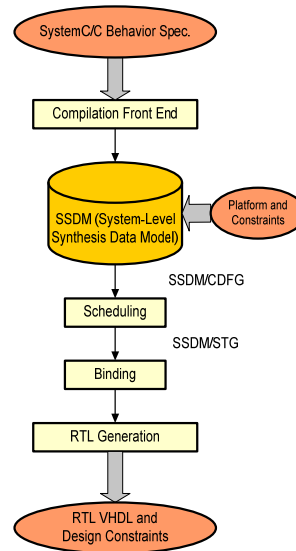 SystemC/C Behavior Spec.
Compilation Front End
SSDM (System-Level
Synthesis Data Model)
Platform and
Constraints
SSDM/CDFG
Scheduling
SSDM/STG
Binding
RTL Generation
RTL VHDL and
Design Constraints